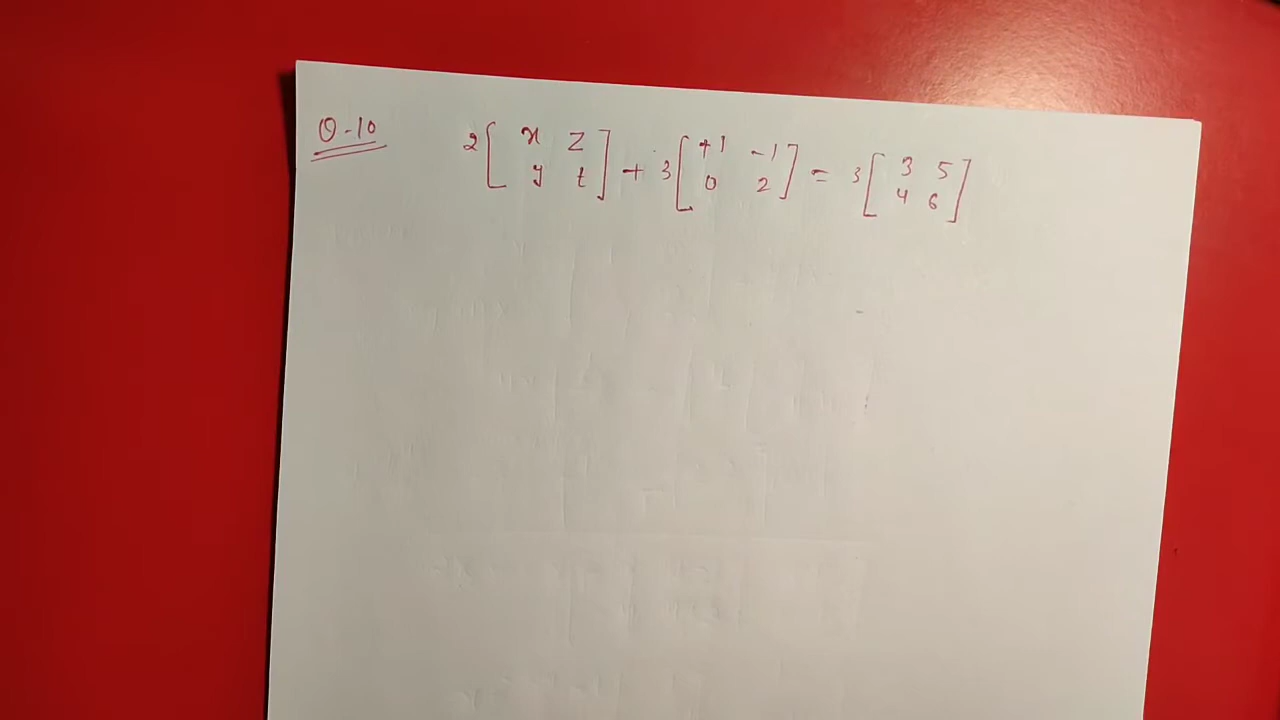 Q-10
2[ x z ] + 3[ +1 -1 ] = 3[ 3 5 ]
y t 0 2 4 6